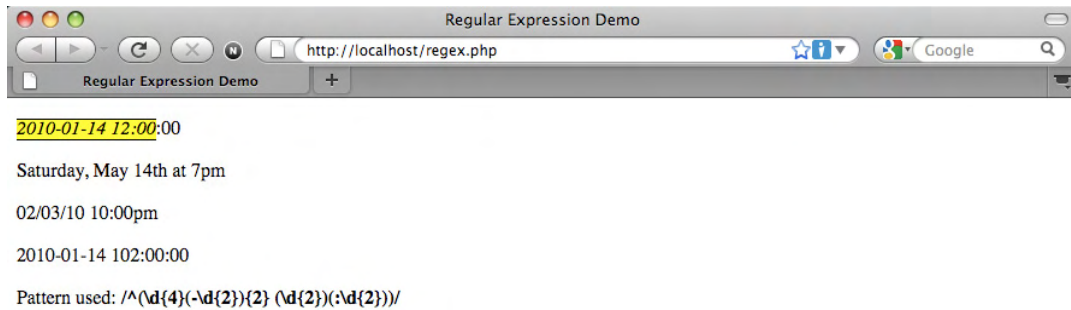 Regular Expression Demo
http://localhost/regex.php
Google
Regular Expression Demo
2010-01-14 12:00:00
Saturday, May 14th at 7pm
02/03/10 10:00pm
2010-01-14 102:00:00
Pattern used: /^(\d{4}(-\d{2}){2} (\d{2})(:\d{2}))/